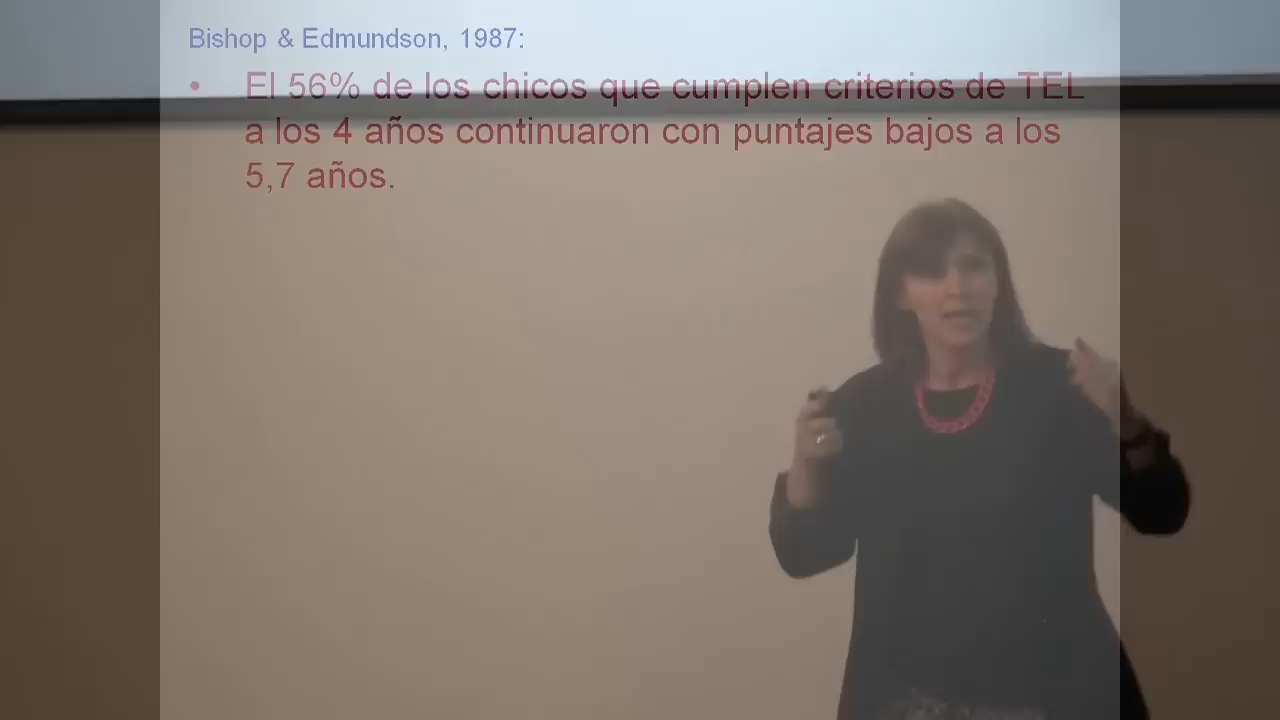 Bishop & Edmundson, 1987:
• El 56% de los chicos que cumplen criterios de TEL
a los 4 años continuaron con puntajes bajos a los
5,7 años.